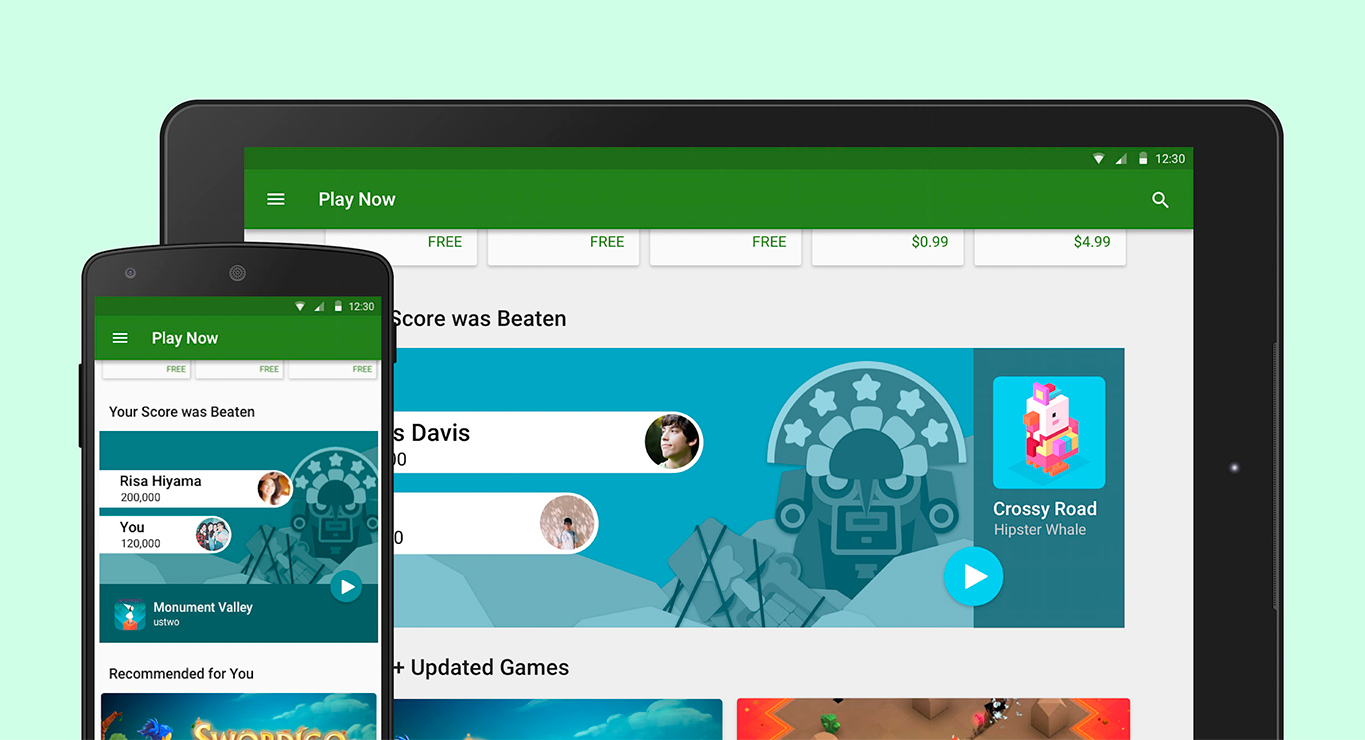 12:30
Play Now
FREE
FREE
FREE
$0.99
$4.99
Score was Beaten
s Davis
00
0
Crossy Road
Hipster Whale
+ Updated Games
12:30
Play Now
FREE
FREE
FREE
Your Score was Beaten
Risa Hiyama
200,000
You
120,000
Monument Valley
ustwo
Recommended for You
SWORDIGO